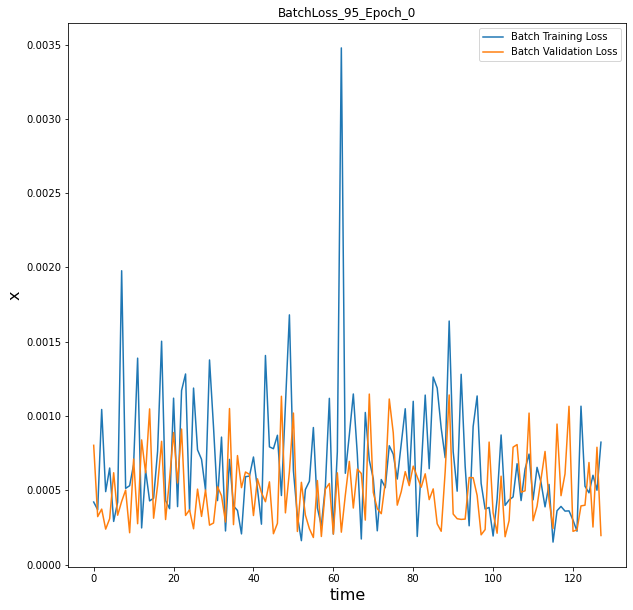 BatchLoss_95_Epoch_0
Batch Training Loss
Batch Validation Loss
0.0035
0.0030
0.0025
0.0020
0.0015
0.0010
0.0005
0.0000
x
0 20 40 60 80 100 120
time